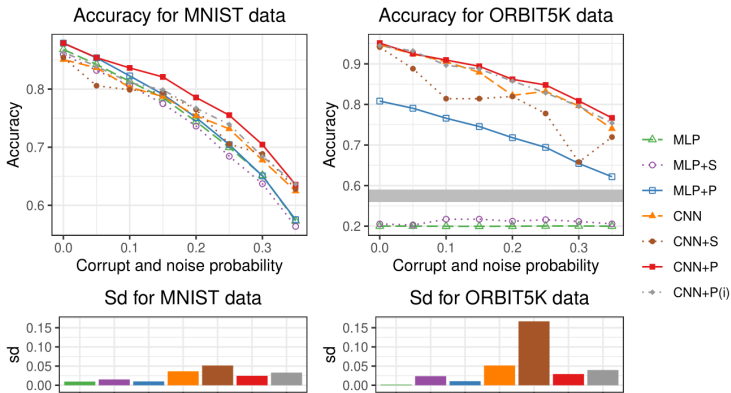 Accuracy for MNIST data
Accuracy for ORBIT5K data
Accuracy
0.8
0.7
0.6
0.0 0.1 0.2 0.3
Corrupt and noise probability
Accuracy
0.9
0.8
0.7
0.6
0.2
0.0 0.1 0.2 0.3
Corrupt and noise probability
MLP
MLP+S
MLP+P
CNN
CNN+S
CNN+P
CNN+P(i)
Sd for MNIST data
Sd for ORBIT5K data
sd
0.15
0.10
0.05
0.00
sd
0.15
0.10
0.05
0.00